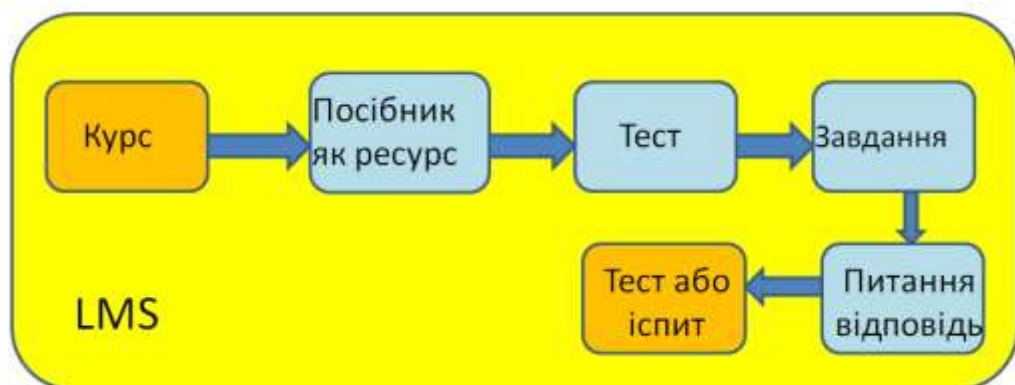 Курс
Посібник
як ресурс
Тест
Завдання
Питання
відповідь
Тест або
іспит
LMS